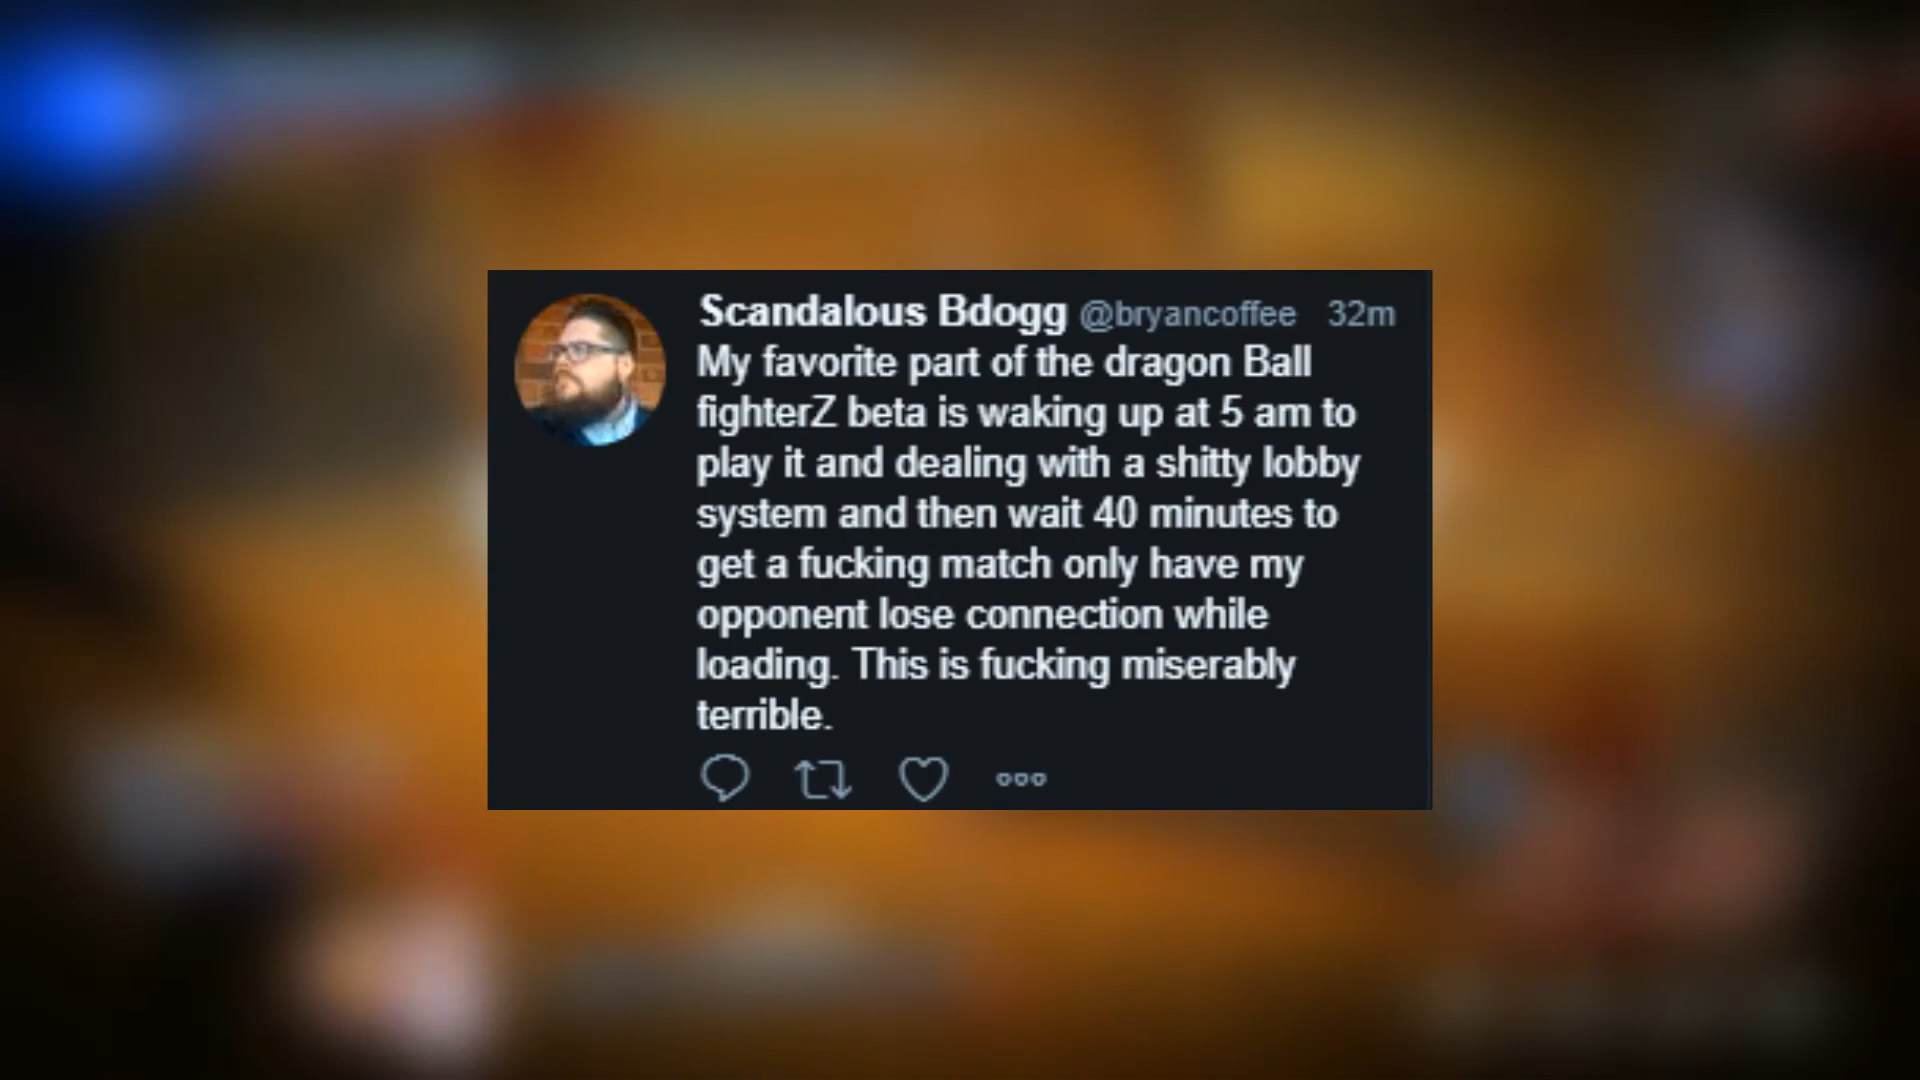 Scandalous Bdogg @bryancoffee 32m
My favorite part of the dragon Ball
fighterZ beta is waking up at 5 am to
play it and dealing with a shitty lobby
system and then wait 40 minutes to
get a fucking match only have my
opponent lose connection while
loading. This is fucking miserably
terrible.